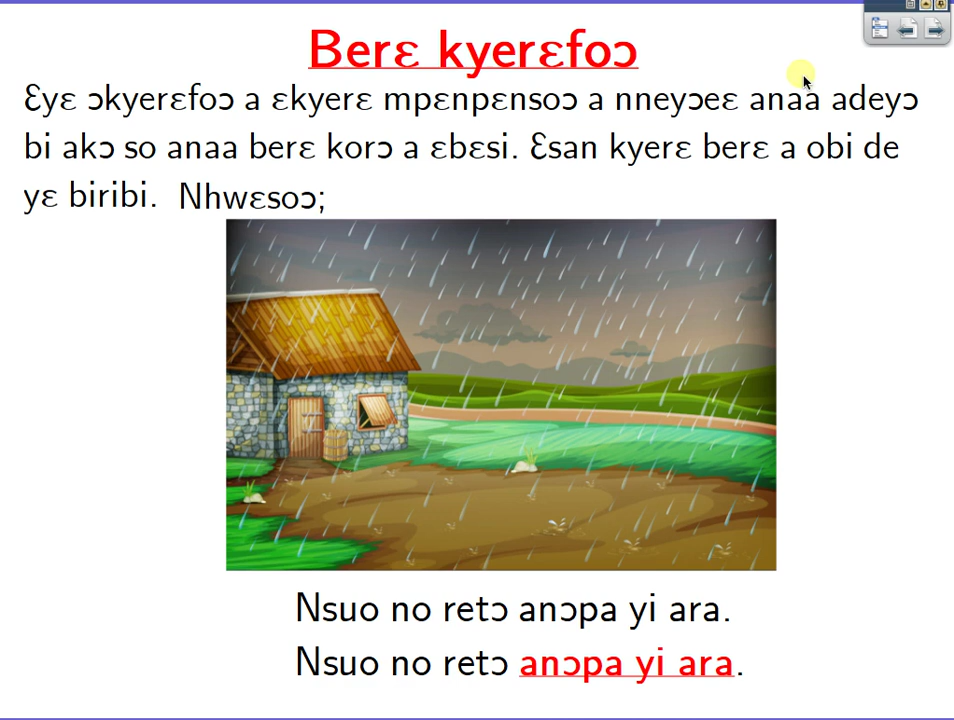 Berɛ kyerɛfoɔ
Ɛyɛ ɔkyerɛfoɔ a ɛkyerɛ mpɛnpɛnsoɔ a nneyɔeɛ anaa adeyɔ
bi akɔ so anaa berɛ korɔ a ɛbɛsi. Ɛsan kyerɛ berɛ a obi de
yɛ biribi. Nhwɛsoɔ;
Nsuo no retɔ anɔpa yi ara.
Nsuo no retɔ anɔpa yi ara.